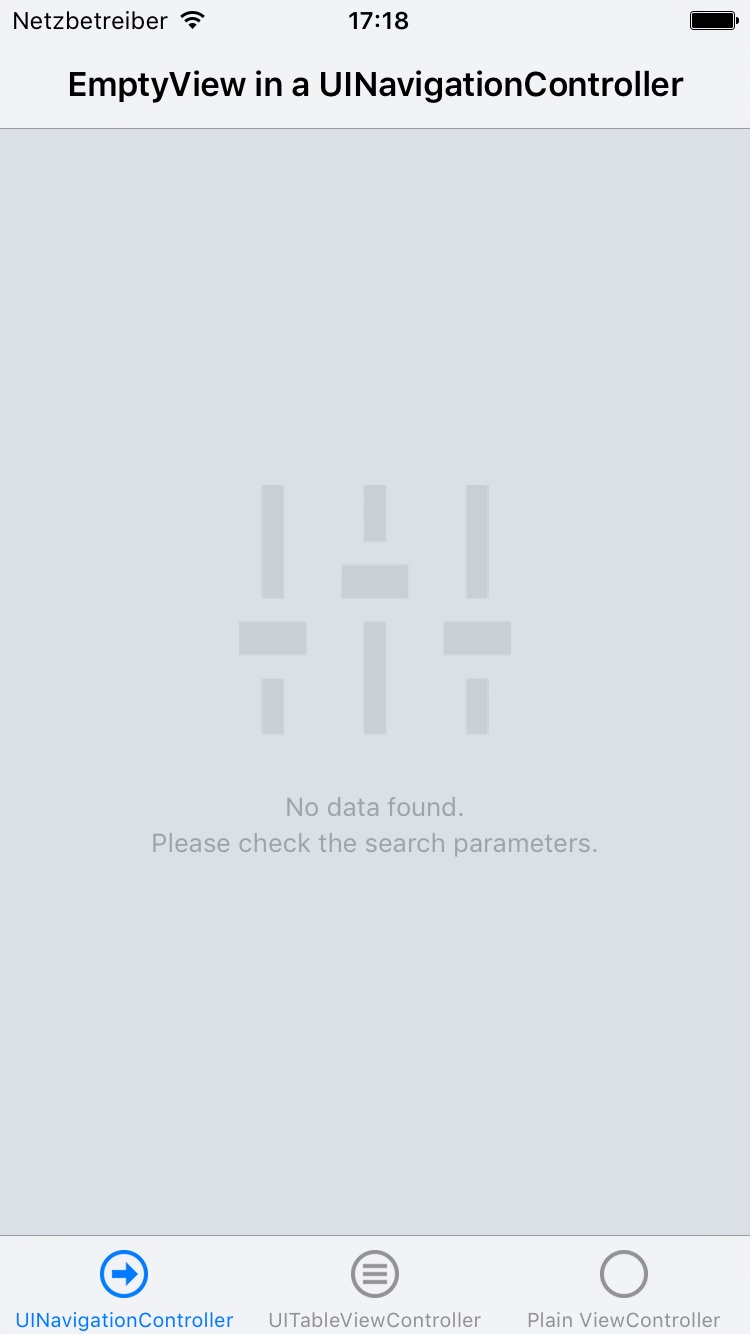 Netzbetreiber 17:18
EmptyView in a UINavigationController
No data found.
Please check the search parameters.
UINavigationController UITableViewController Plain ViewController